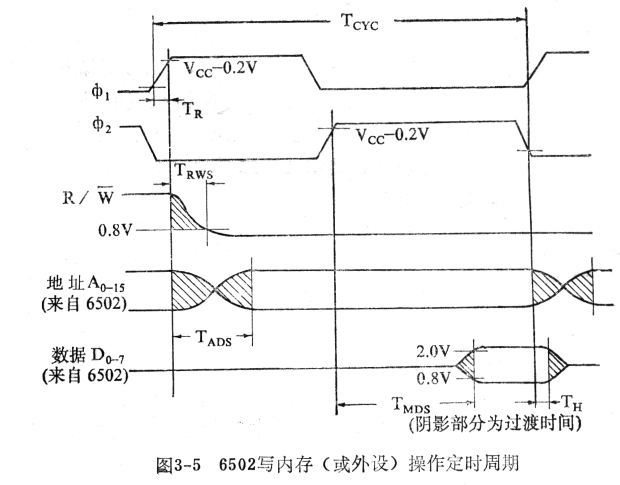 T_CYC
V_CC−0.2V
ϕ₁
T_R
ϕ₂
V_CC−0.2V
T_RWS
R / W̅
0.8V
地址A₀₋₁₅
(来自 6502)
T_ADS
数据 D₀₋₇
(来自 6502)
2.0V
0.8V
T_MDS
T_H
(阴影部分为过渡时间)
图3-5 6502写内存（或外设）操作定时周期